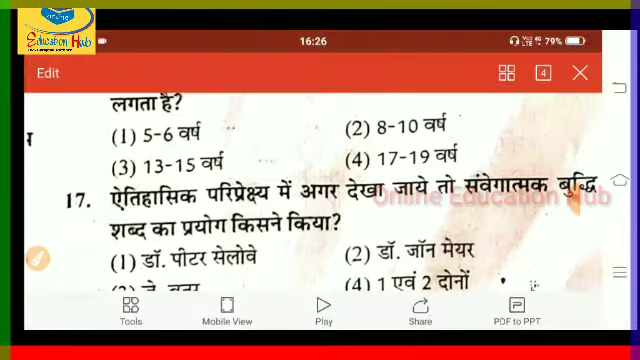 online
Education Hub
16:26
79%
Edit
4
लगता है?
(1) 5-6 वर्ष
(2) 8-10 वर्ष
(3) 13-15 वर्ष
(4) 17-19 वर्ष
17. ऐतिहासिक परिप्रेक्ष्य में अगर देखा जाये तो संवेगात्मक बुद्धि
Online Education Hub
शब्द का प्रयोग किसने किया?
(1) डॉ. पीटर सेलोवे
(2) डॉ. जॉन मेयर
(4) 1 एवं 2 दोनों
Tools
Mobile View
Play
Share
PDF to PPT